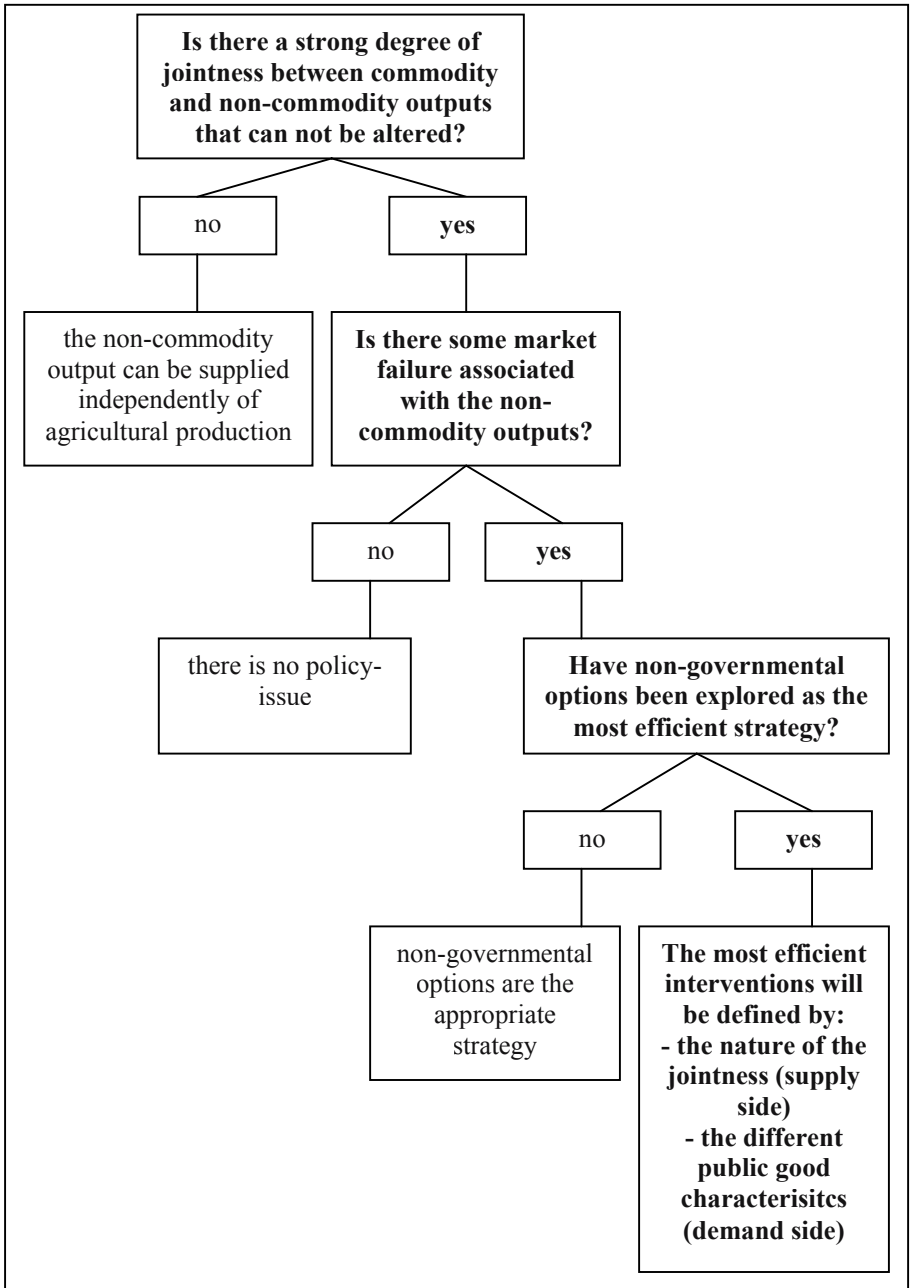 Is there a strong degree of
jointness between commodity
and non-commodity outputs
that can not be altered?
no
yes
the non-commodity
output can be supplied
independently of
agricultural production
Is there some market
failure associated
with the non-
commodity outputs?
no
yes
there is no policy-
issue
Have non-governmental
options been explored as the
most efficient strategy?
no
yes
non-governmental
options are the
appropriate
strategy
The most efficient
interventions will
be defined by:
- the nature of the
jointness (supply
side)
- the different
public good
characterisitcs
(demand side)